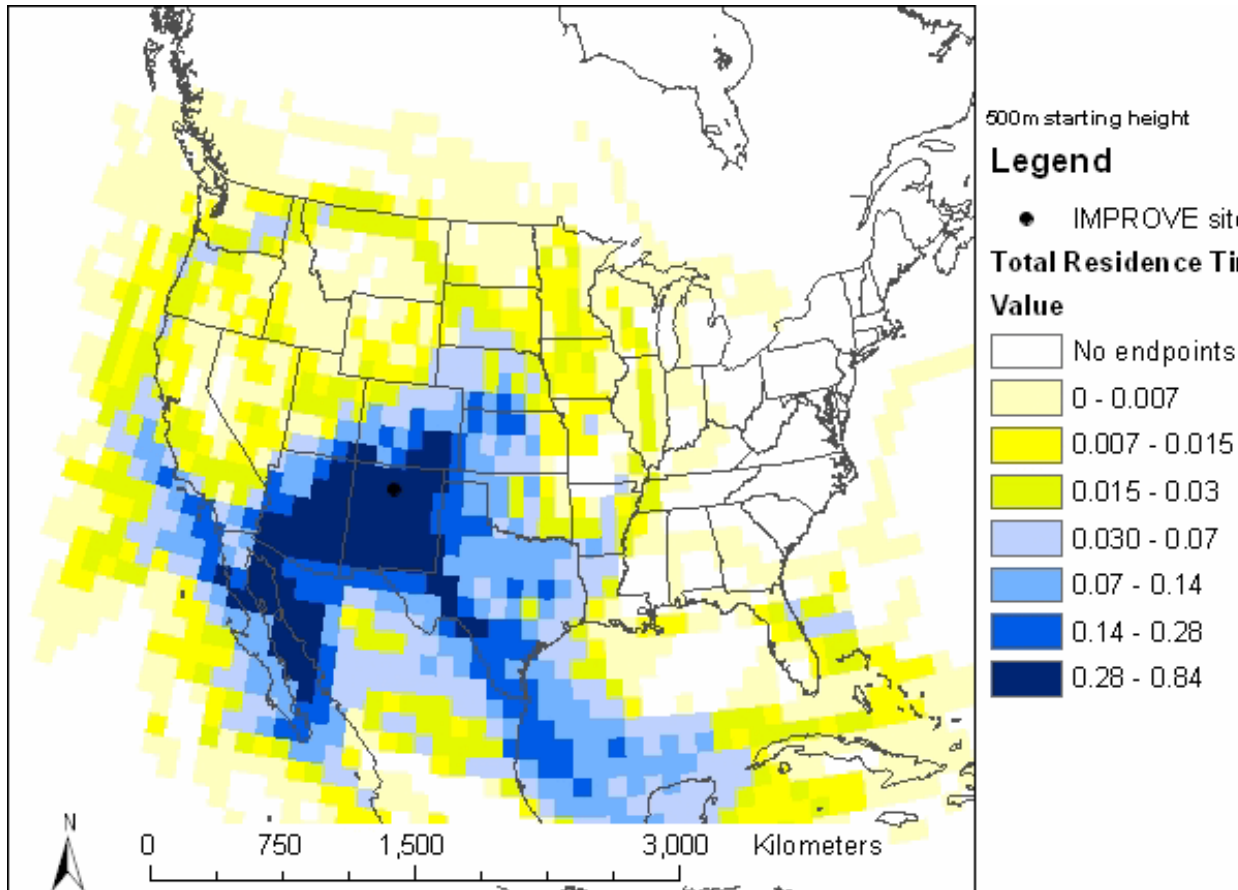 500m starting height
Legend
IMPROVE site
Total Residence Ti
Value
No endpoints
0 - 0.007
0.007 - 0.015
0.015 - 0.03
0.030 - 0.07
0.07 - 0.14
0.14 - 0.28
0.28 - 0.84
N
0 750 1,500 3,000 Kilometers